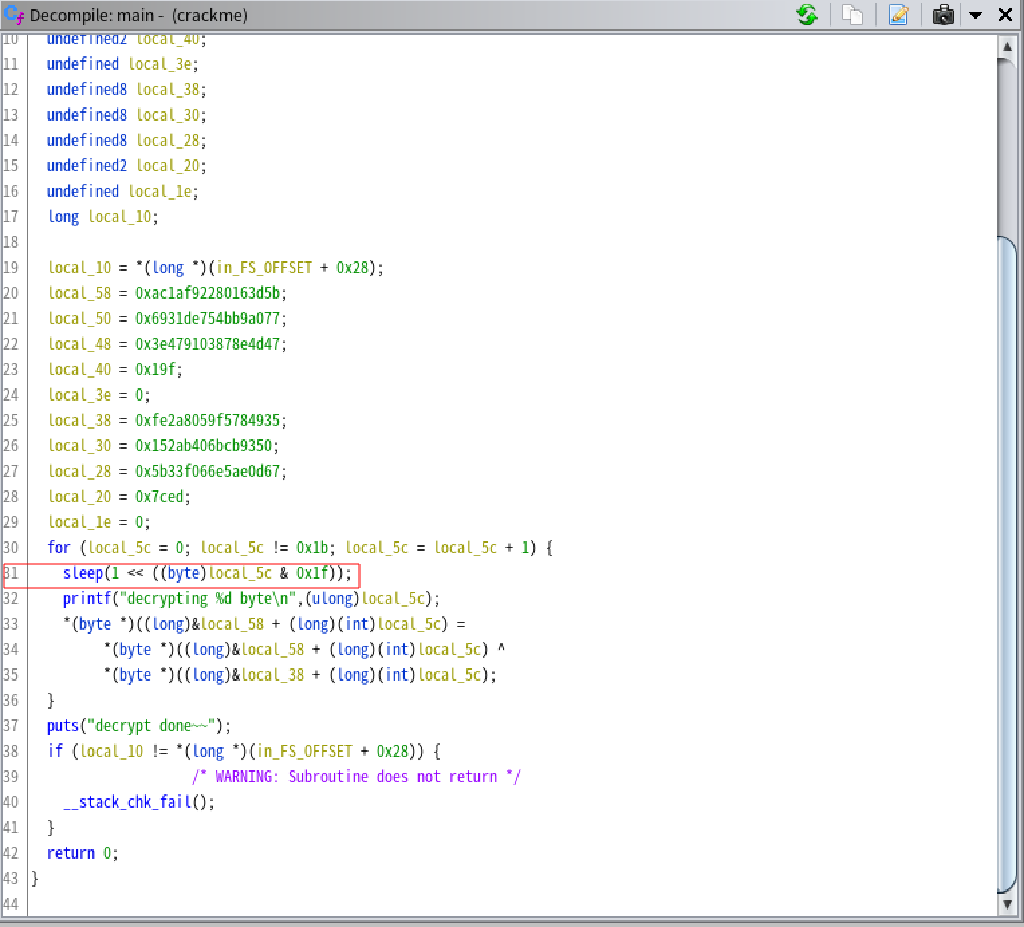 Decompile: main - (crackme)
10 undefined2 local_40;
11 undefined local_3e;
12 undefined8 local_38;
13 undefined8 local_30;
14 undefined8 local_28;
15 undefined2 local_20;
16 undefined local_1e;
17 long local_10;
18
19 local_10 = *(long *)(in_FS_OFFSET + 0x28);
20 local_58 = 0xac1af92280163d5b;
21 local_50 = 0x6931de754bb9a077;
22 local_48 = 0x3e479103878e4d47;
23 local_40 = 0x19f;
24 local_3e = 0;
25 local_38 = 0xfe2a8059f5784935;
26 local_30 = 0x152ab406bcb9350;
27 local_28 = 0x5b33f066e5ae0d67;
28 local_20 = 0x7ced;
29 local_1e = 0;
30 for (local_5c = 0; local_5c != 0x1b; local_5c = local_5c + 1) {
31 sleep(1 << ((byte)local_5c & 0x1f));
32 printf("decrypting %d byte\n",(ulong)local_5c);
33 *(byte *)((long)&local_58 + (long)(int)local_5c) =
34 *(byte *)((long)&local_58 + (long)(int)local_5c) ^
35 *(byte *)((long)&local_38 + (long)(int)local_5c);
36 }
37 puts("decrypt done~~");
38 if (local_10 != *(long *)(in_FS_OFFSET + 0x28)) {
39 /* WARNING: Subroutine does not return */
40 __stack_chk_fail();
41 }
42 return 0;
43 }
44